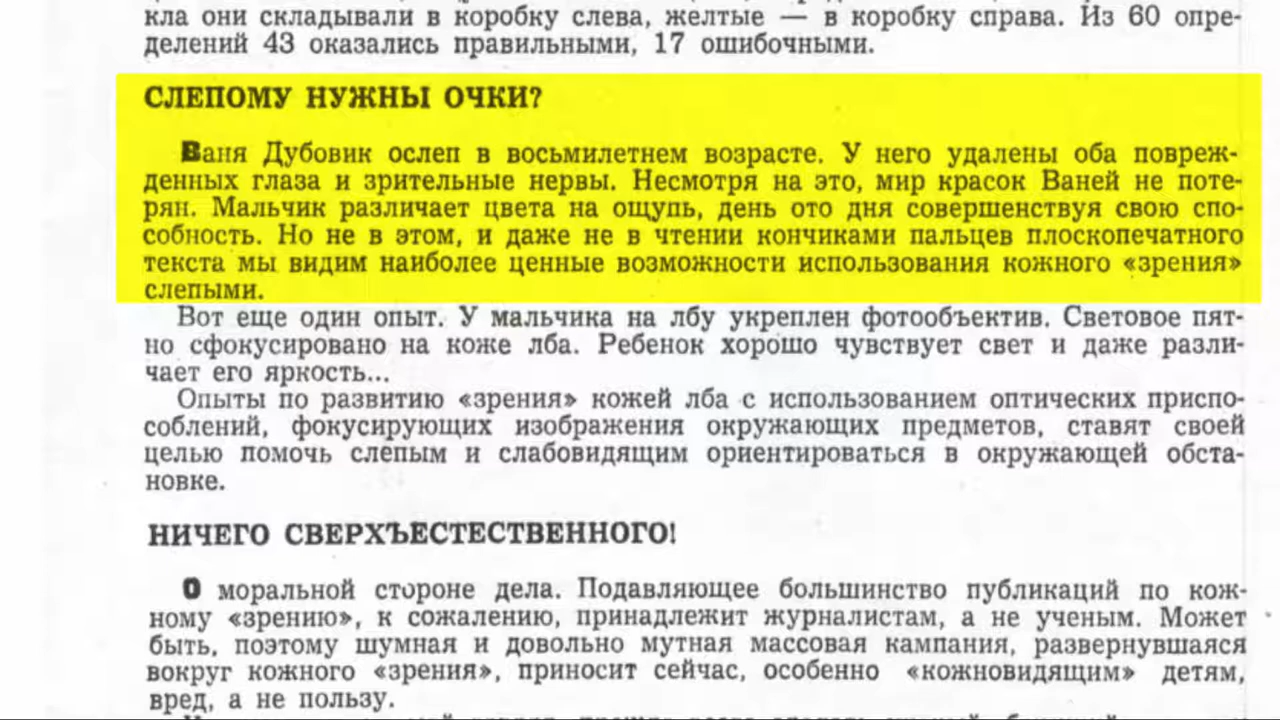 кла они складывали в коробку слева, желтые — в коробку справа. Из 60 опре-
делений 43 оказались правильными, 17 ошибочными.
СЛЕПОМУ НУЖНЫ ОЧКИ?
Ваня Дубовик ослеп в восьмилетнем возрасте. У него удалены оба повреж-
денных глаза и зрительные нервы. Несмотря на это, мир красок Ваней не поте-
рян. Мальчик различает цвета на ощупь, день ото дня совершенствуя свою спо-
собность. Но не в этом, и даже не в чтении кончиками пальцев плоскопечатного
текста мы видим наиболее ценные возможности использования кожного «зрения»
слепыми.
Вот еще один опыт. У мальчика на лбу укреплен фотообъектив. Световое пят-
но сфокусировано на коже лба. Ребенок хорошо чувствует свет и даже разли-
чает его яркость...
Опыты по развитию «зрения» кожей лба с использованием оптических приспо-
соблений, фокусирующих изображения окружающих предметов, ставят своей
целью помочь слепым и слабовидящим ориентироваться в окружающей обста-
новке.
НИЧЕГО СВЕРХЪЕСТЕСТВЕННОГО!
О моральной стороне дела. Подавляющее большинство публикаций по кож-
ному «зрению», к сожалению, принадлежит журналистам, а не ученым. Может
быть, поэтому шумная и довольно мутная массовая кампания, развернувшаяся
вокруг кожного «зрения», приносит сейчас, особенно «кожновидящим» детям,
вред, а не пользу.